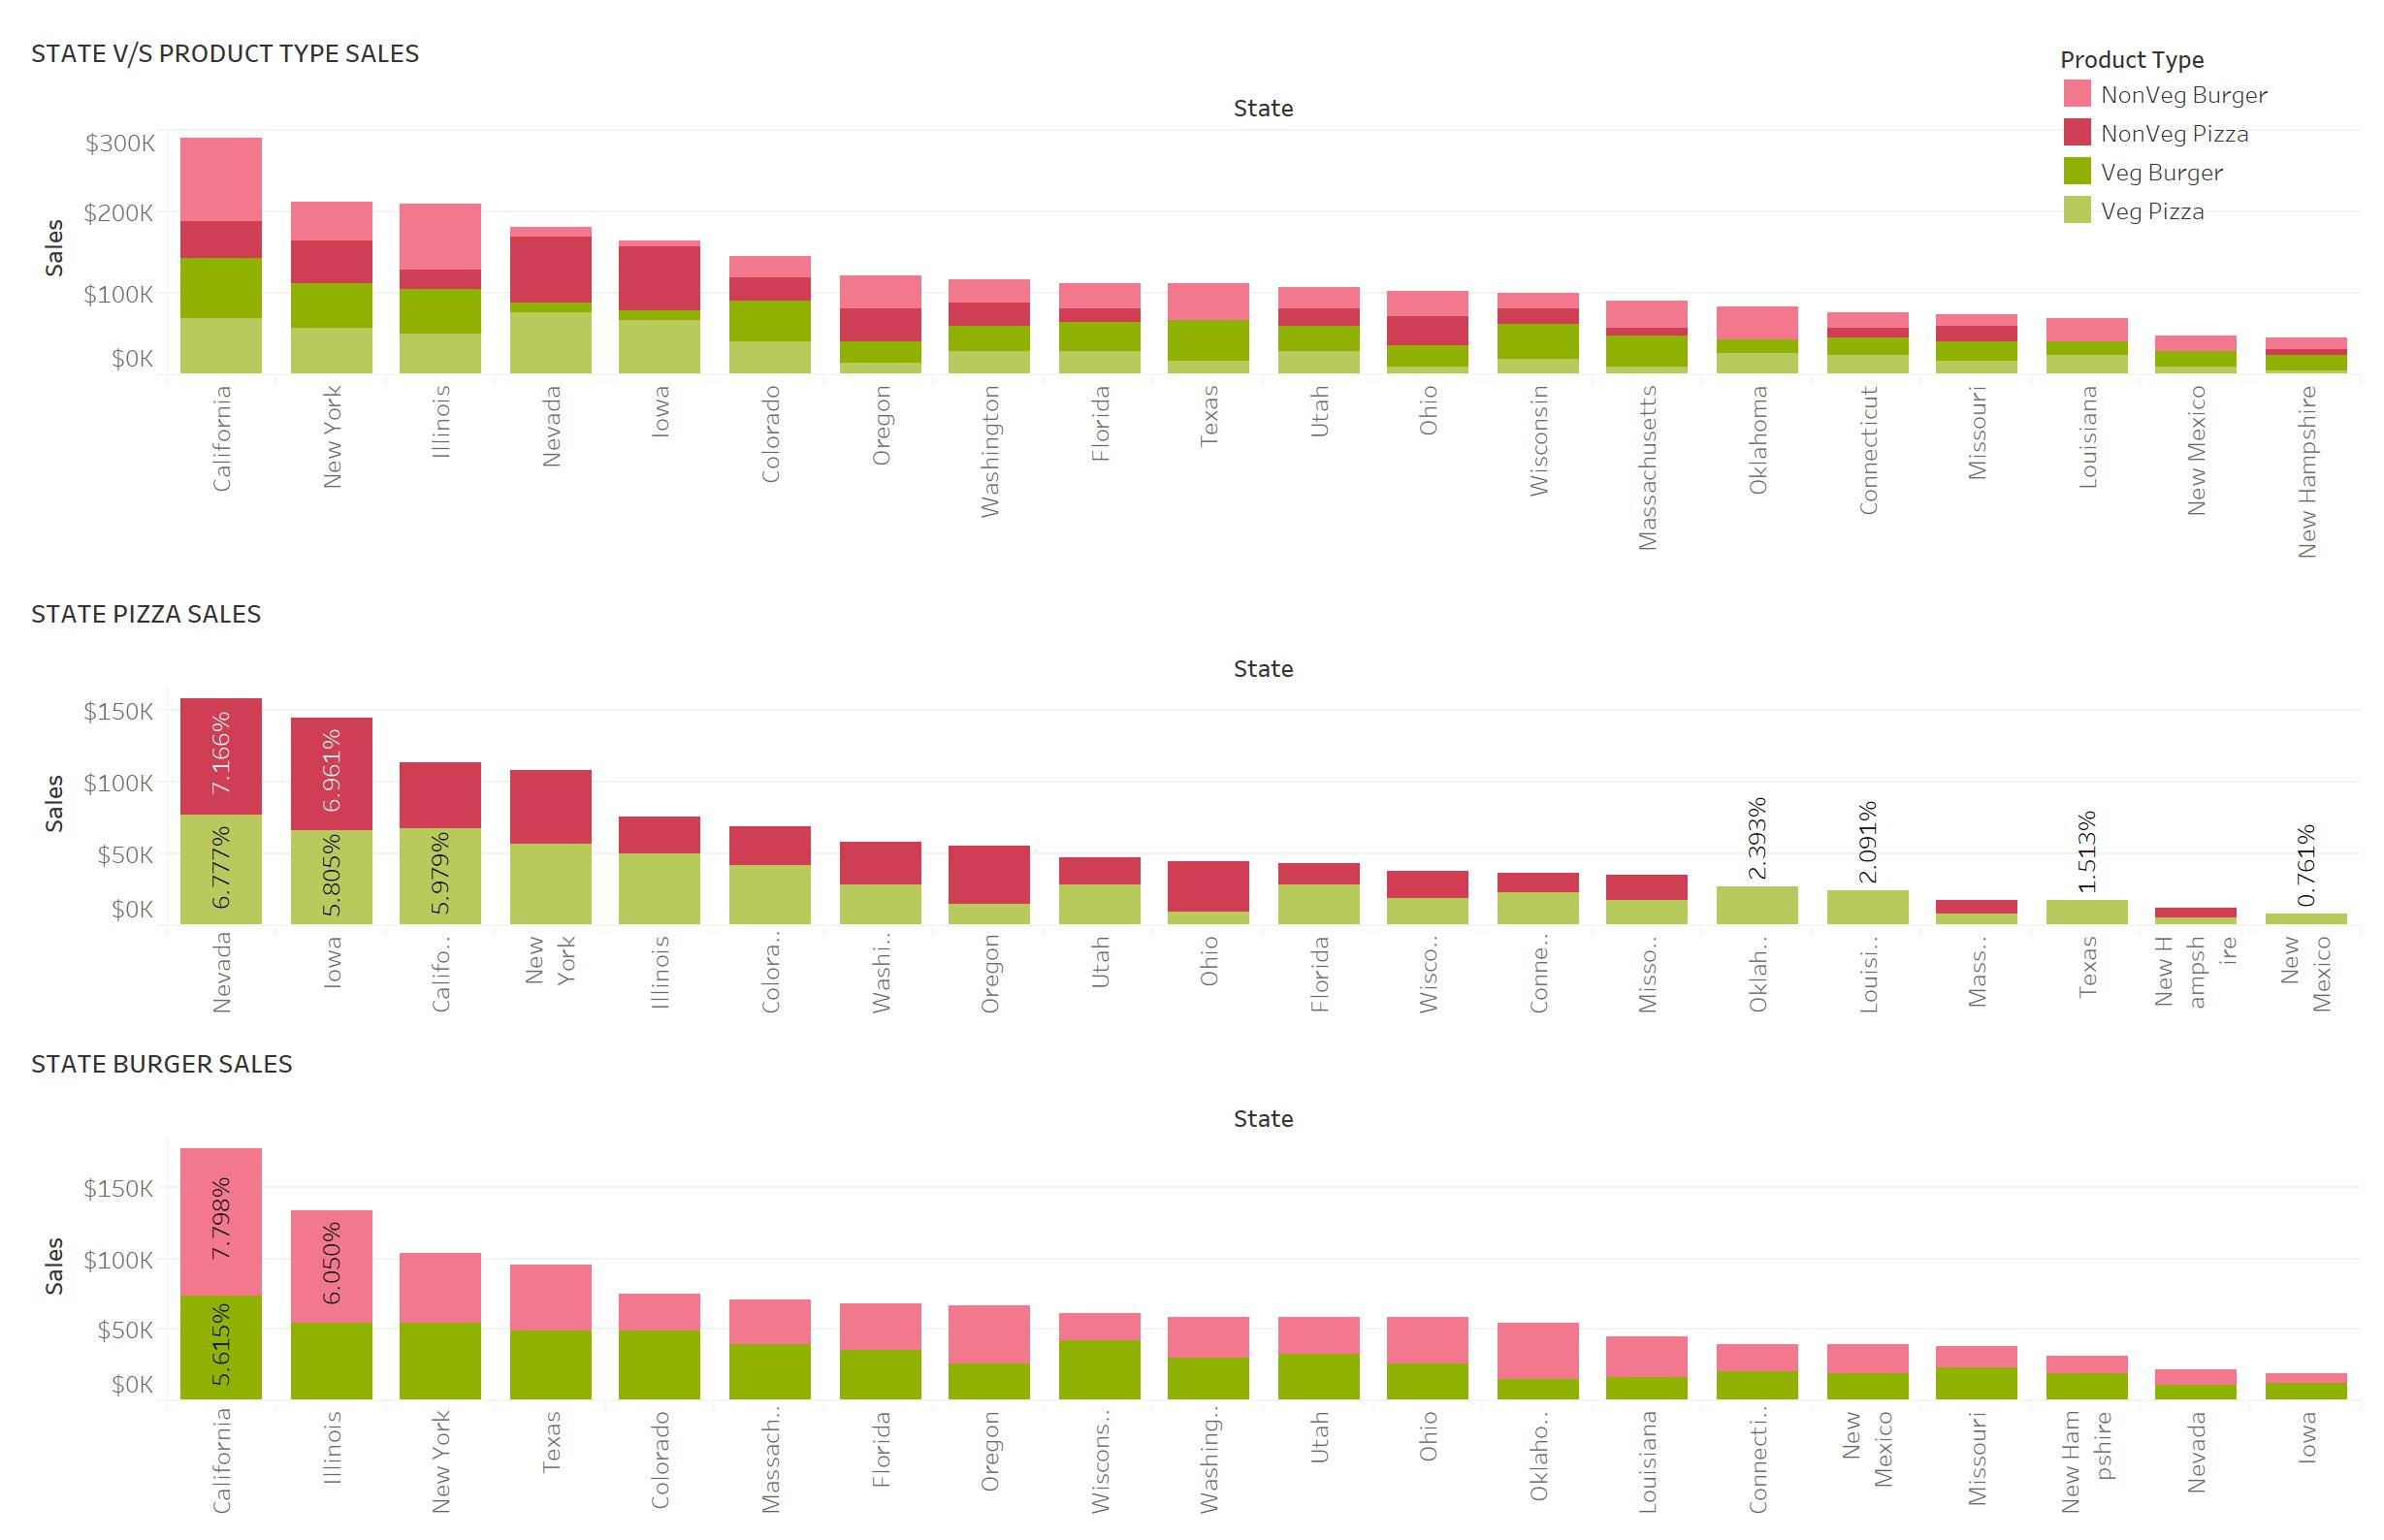 STATE V/S PRODUCT TYPE SALES
Product Type
NonVeg Burger
NonVeg Pizza
Veg Burger
Veg Pizza
State
Sales
$300K
$200K
$100K
$0K
California
New York
Illinois
Nevada
Iowa
Colorado
Oregon
Washington
Florida
Texas
Utah
Ohio
Wisconsin
Massachusetts
Oklahoma
Connecticut
Missouri
Louisiana
New Mexico
New Hampshire
STATE PIZZA SALES
State
Sales
$150K
$100K
$50K
$0K
7.166%
6.777%
6.961%
5.805%
5.979%
2.393%
2.091%
1.513%
0.761%
Nevada
Iowa
Califo..
New
York
Illinois
Colora..
Washi..
Oregon
Utah
Ohio
Florida
Wisco..
Conne..
Misso..
Oklah..
Louisi..
Mass..
Texas
New H
ampsh
ire
New
Mexico
STATE BURGER SALES
State
Sales
$150K
$100K
$50K
$0K
7.798%
5.615%
6.050%
California
Illinois
New York
Texas
Colorado
Massach..
Florida
Oregon
Wiscons..
Washing..
Utah
Ohio
Oklaho..
Louisiana
Connecti..
New
Mexico
Missouri
New Ham
pshire
Nevada
Iowa